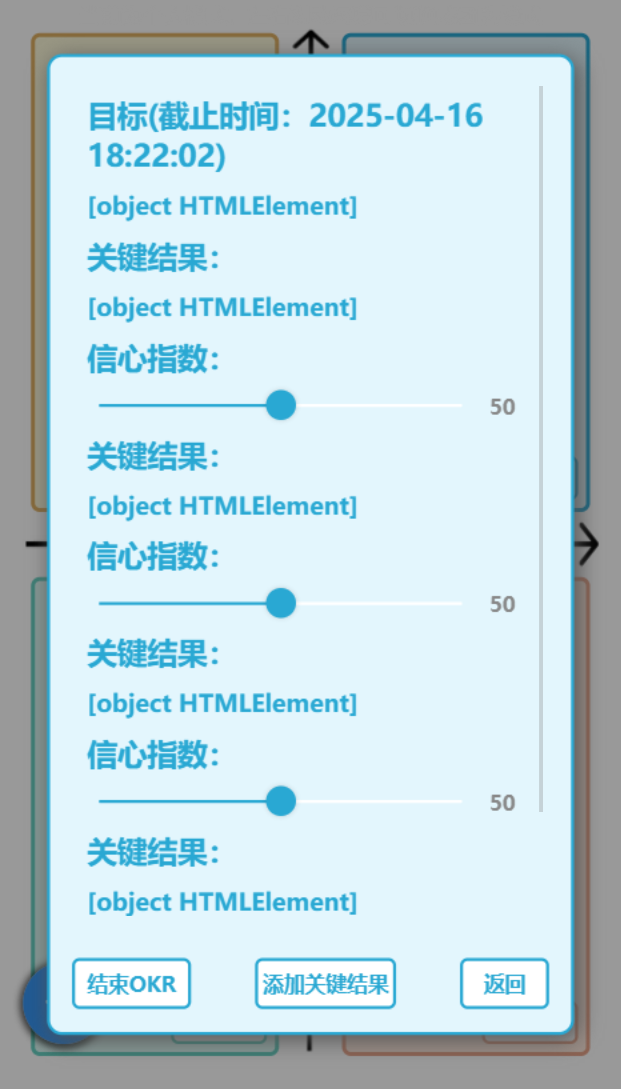 目标(截止时间：2025-04-16
18:22:02)
[object HTMLElement]
关键结果：
[object HTMLElement]
信心指数：
50
关键结果：
[object HTMLElement]
信心指数：
50
关键结果：
[object HTMLElement]
信心指数：
50
关键结果：
[object HTMLElement]
结束OKR
添加关键结果
返回